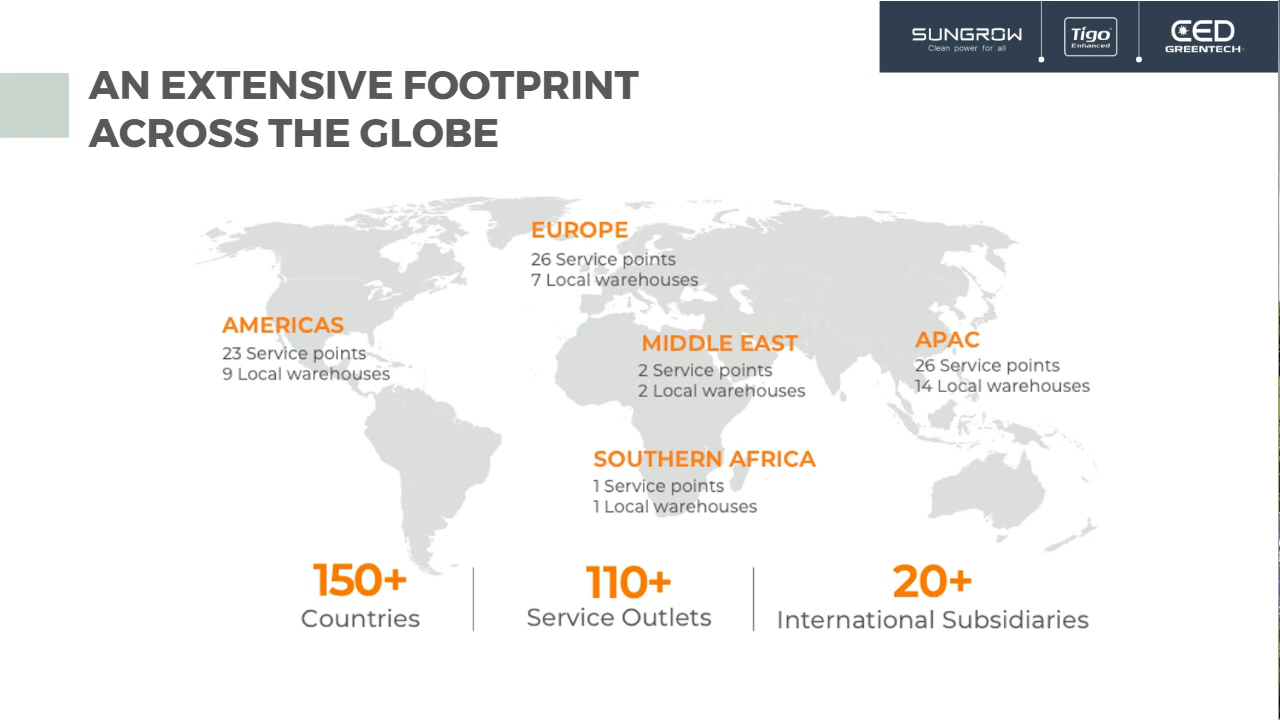 SUNGROW
Clean power for all
Tigo
Enhanced
CED
GREENTECH
AN EXTENSIVE FOOTPRINT
ACROSS THE GLOBE
EUROPE
26 Service points
7 Local warehouses
AMERICAS
23 Service points
9 Local warehouses
MIDDLE EAST
2 Service points
2 Local warehouses
APAC
26 Service points
14 Local warehouses
SOUTHERN AFRICA
1 Service points
1 Local warehouses
150+
Countries
110+
Service Outlets
20+
International Subsidiaries